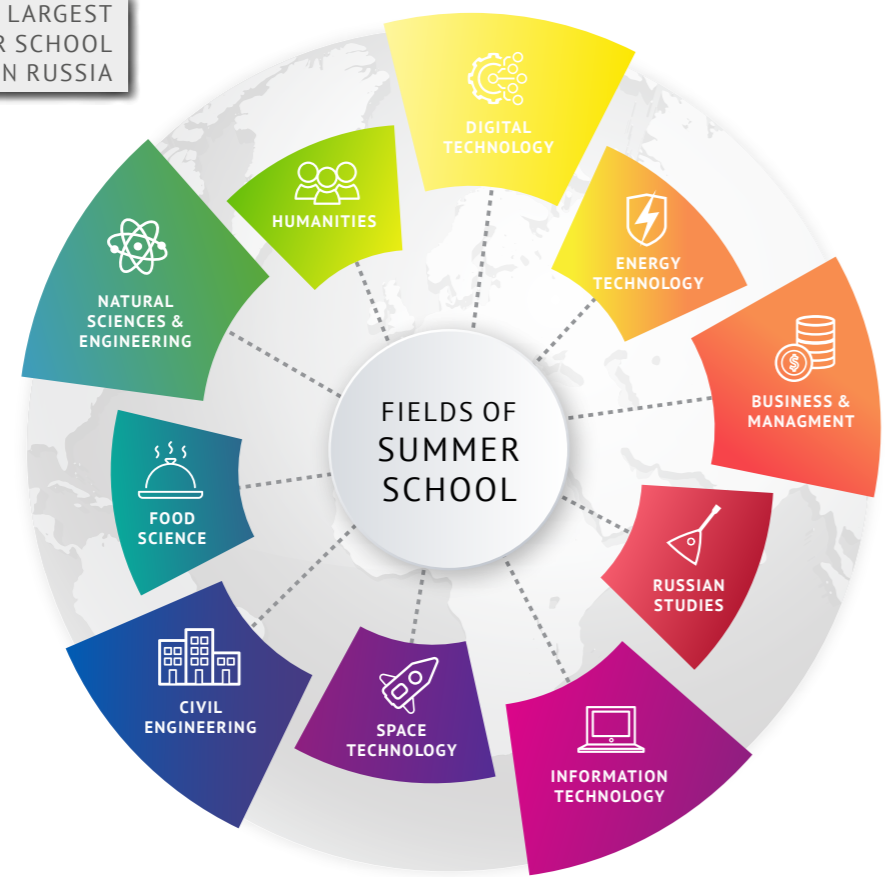 LARGEST
SCHOOL
IN RUSSIA
DIGITAL
TECHNOLOGY
ENERGY
TECHNOLOGY
BUSINESS &
MANAGMENT
RUSSIAN
STUDIES
INFORMATION
TECHNOLOGY
SPACE
TECHNOLOGY
CIVIL
ENGINEERING
FOOD
SCIENCE
NATURAL
SCIENCES &
ENGINEERING
HUMANITIES
FIELDS OF
SUMMER
SCHOOL
$